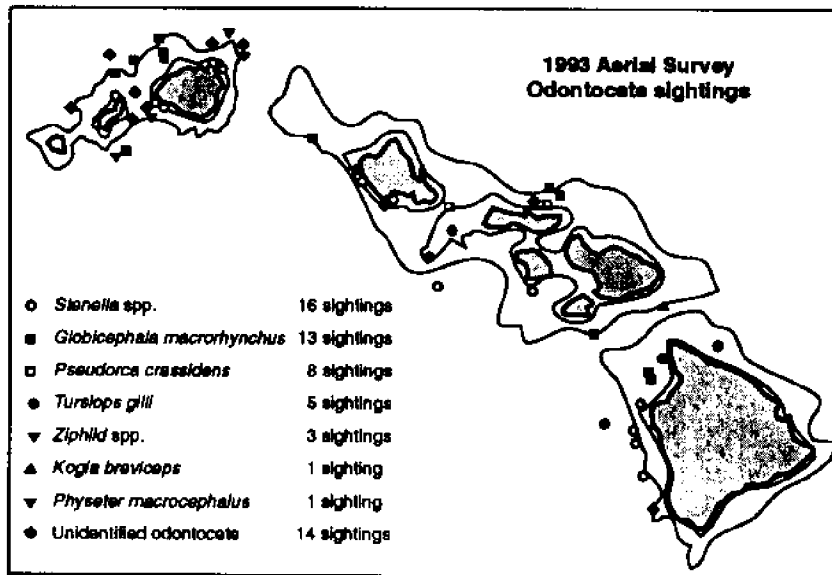 1993 Aerial Survey
Odontocete sightings
Stenella spp. 16 sightings
Globicephala macrorhynchus 13 sightings
Pseudorca crassidens 8 sightings
Tursiops gilli 5 sightings
Ziphiid spp. 3 sightings
Kogia breviceps 1 sighting
Physeter macrocephalus 1 sighting
Unidentified odontocete 14 sightings